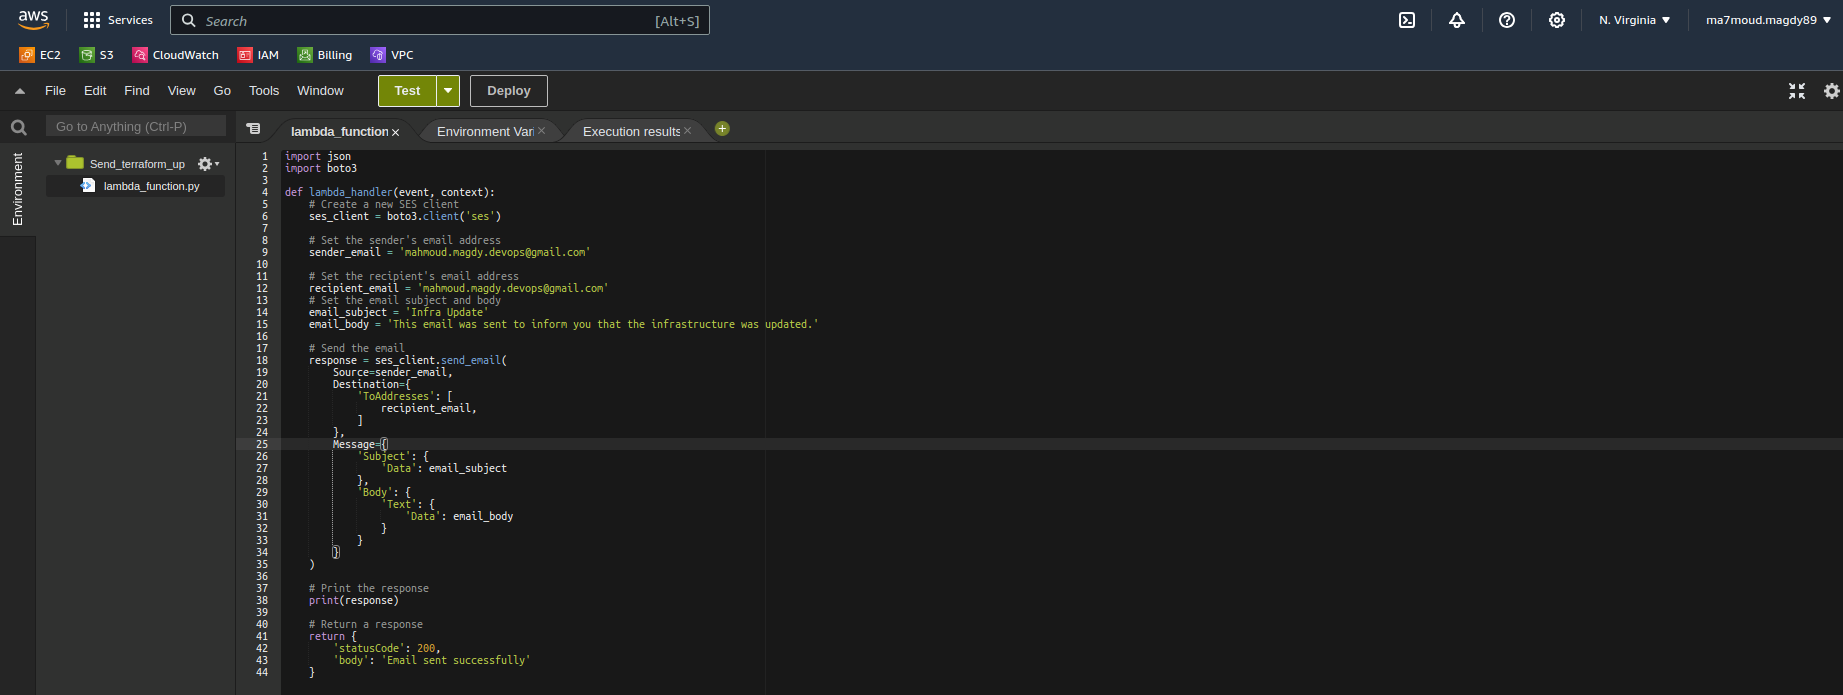 aws Services Search [Alt+S] N. Virginia ma7moud.magdy89
EC2 S3 CloudWatch IAM Billing VPC
File Edit Find View Go Tools Window Test Deploy
Go to Anything (Ctrl-P) lambda_function × Environment Vari × Execution results ×
Environment
Send_terraform_up
lambda_function.py
1 import json
2 import boto3
3
4 def lambda_handler(event, context):
5 # Create a new SES client
6 ses_client = boto3.client('ses')
7
8 # Set the sender's email address
9 sender_email = 'mahmoud.magdy.devops@gmail.com'
10
11 # Set the recipient's email address
12 recipient_email = 'mahmoud.magdy.devops@gmail.com'
13 # Set the email subject and body
14 email_subject = 'Infra Update'
15 email_body = 'This email was sent to inform you that the infrastructure was updated.'
16
17 # Send the email
18 response = ses_client.send_email(
19 Source=sender_email,
20 Destination={
21 'ToAddresses': [
22 recipient_email,
23 ]
24 },
25 Message={
26 'Subject': {
27 'Data': email_subject
28 },
29 'Body': {
30 'Text': {
31 'Data': email_body
32 }
33 }
34 }
35 )
36
37 # Print the response
38 print(response)
39
40 # Return a response
41 return {
42 'statusCode': 200,
43 'body': 'Email sent successfully'
44 }